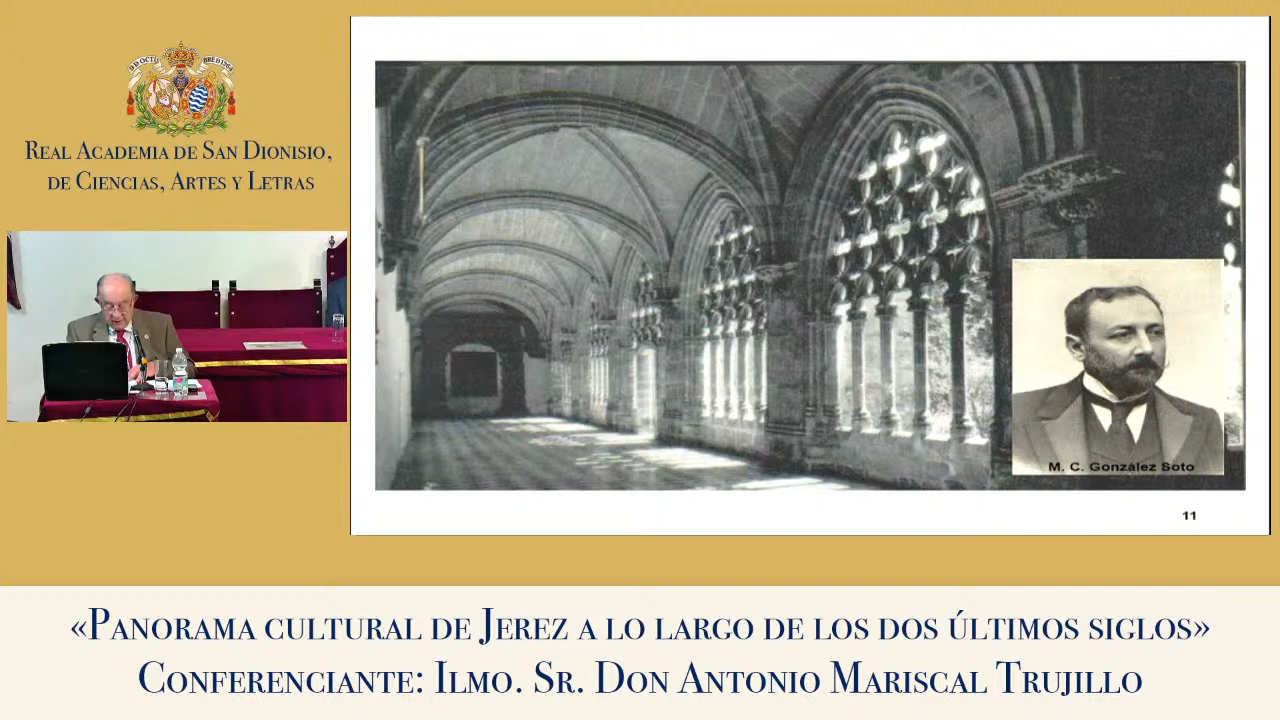 REAL ACADEMIA DE SAN DIONISIO,
DE CIENCIAS, ARTES Y LETRAS
M. C. González Soto
11
«PANORAMA CULTURAL DE JEREZ A LO LARGO DE LOS DOS ÚLTIMOS SIGLOS»
CONFERENCIANTE: ILMO. SR. DON ANTONIO MARISCAL TRUJILLO